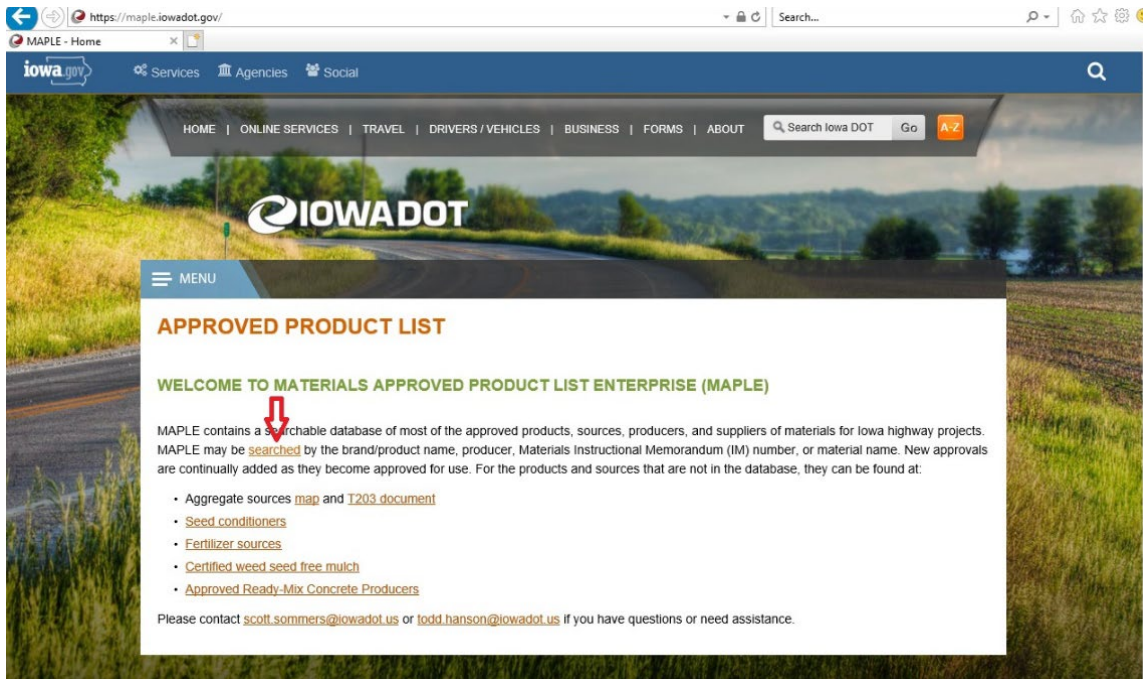 https://maple.iowadot.gov/
Search...
MAPLE - Home
iowa.gov
Services
Agencies
Social
HOME | ONLINE SERVICES | TRAVEL | DRIVERS / VEHICLES | BUSINESS | FORMS | ABOUT
Search Iowa DOT
Go
A-Z
IOWADOT
MENU
APPROVED PRODUCT LIST
WELCOME TO MATERIALS APPROVED PRODUCT LIST ENTERPRISE (MAPLE)
MAPLE contains a searchable database of most of the approved products, sources, producers, and suppliers of materials for Iowa highway projects.
MAPLE may be searched by the brand/product name, producer, Materials Instructional Memorandum (IM) number, or material name. New approvals
are continually added as they become approved for use. For the products and sources that are not in the database, they can be found at:
• Aggregate sources map and T203 document
• Seed conditioners
• Fertilizer sources
• Certified weed seed free mulch
• Approved Ready-Mix Concrete Producers
Please contact scott.sommers@iowadot.us or todd.hanson@iowadot.us if you have questions or need assistance.